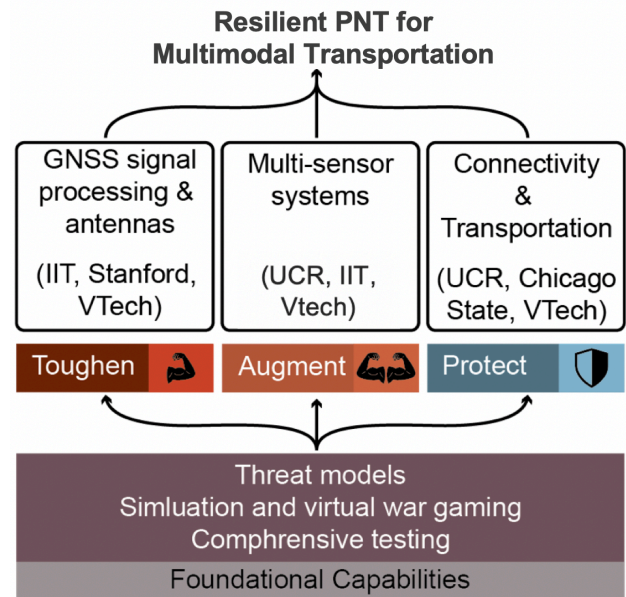 Resilient PNT for
Multimodal Transportation
GNSS signal
processing &
antennas
(IIT, Stanford,
VTech)
Multi-sensor
systems
(UCR, IIT,
Vtech)
Connectivity
&
Transportation
(UCR, Chicago
State, VTech)
Toughen
Augment
Protect
Threat models
Simluation and virtual war gaming
Comphrensive testing
Foundational Capabilities